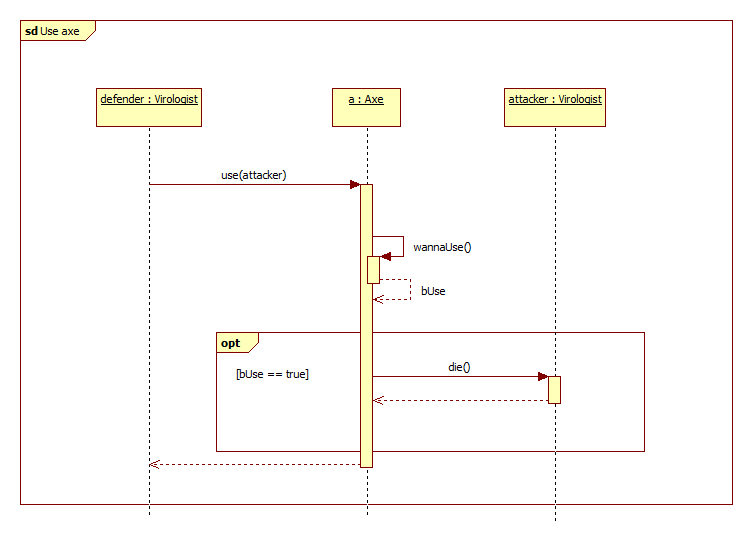 sd Use axe
defender : Virologist
a : Axe
attacker : Virologist
use(attacker)
wannaUse()
bUse
opt
[bUse == true]
die()